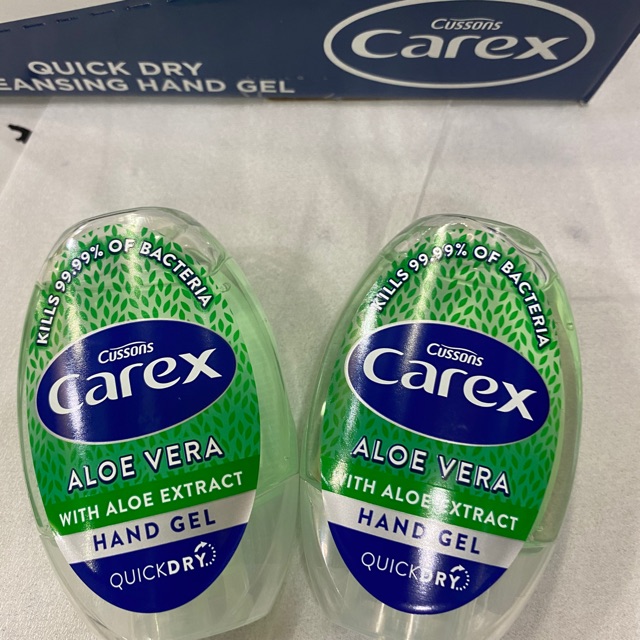 Cussons
Carex
QUICK DRY
EANSING HAND GEL
KILLS 99.99% OF BACTERIA
Cussons
Carex
ALOE VERA
WITH ALOE EXTRACT
HAND GEL
QUICKDRY
KILLS 99.99% OF BACTERIA
Cussons
Carex
ALOE VERA
WITH ALOE EXTRACT
HAND GEL
QUICKDRY